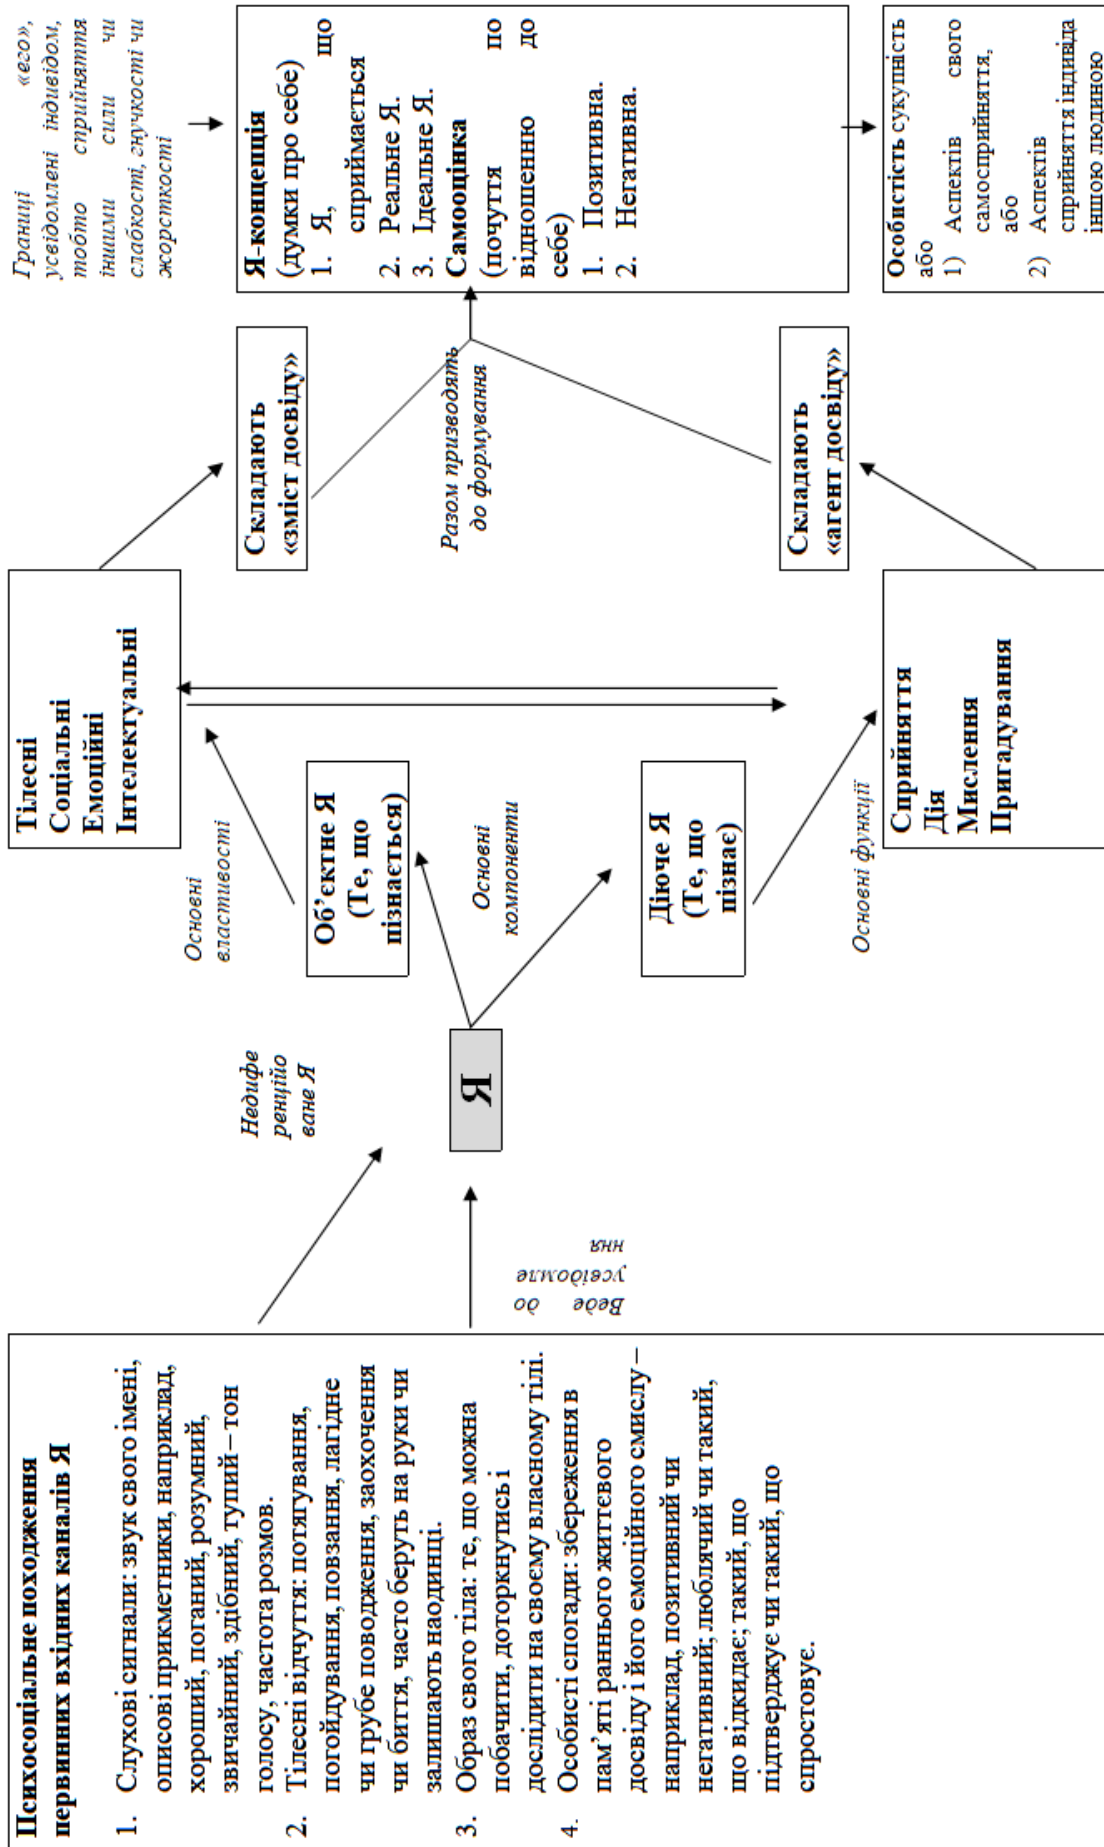 Психосоціальне походження
первинних вхідних каналів Я
1. Слухові сигнали: звук свого імені,
описові прикметники, наприклад,
хороший, поганий, розумний,
звичайний, здібний, тупий – тон
голосу, частота розмов.
2. Тілесні відчуття: потягування,
погойдування, повзання, лагідне
чи грубе поводження, заохочення
чи биття, часто беруть на руки чи
залишають наодинці.
3. Образ свого тіла: те, що можна
побачити, доторкнутись і
дослідити на своєму власному тілі.
4. Особисті спогади: збереження в
пам’яті раннього життєвого
досвіду і його емоційного смислу –
наприклад, позитивний чи
негативний; люблячий чи такий,
що відкидає; такий, що
підтверджує чи такий, що
спростовує.
Веде до
усвідомле
ння
Недифе
ренційо
ване Я
Я
Основні
компоненти
Об’єктне Я
(Те, що
пізнається)
Діюче Я
(Те, що
пізнає)
Основні
властивості
Основні функції
Тілесні
Соціальні
Емоційні
Інтелектуальні
Сприйняття
Дія
Мислення
Пригадування
Складають
«зміст досвіду»
Разом призводять
до формування
Складають
«агент досвіду»
Границі «его»,
усвідомлені індивідом,
тобто сприйняття
іншими сили чи
слабкості, гнучкості чи
жорсткості
Я-концепція
(думки про себе)
1. Я, що
сприймається
2. Реальне Я.
3. Ідеальне Я.
Самооцінка
(почуття по
відношенню до
себе)
1. Позитивна.
2. Негативна.
Особистість сукупність
або
1) Аспектів свого
самосприйняття,
або
2) Аспектів
сприйняття індивіда
іншою людиною